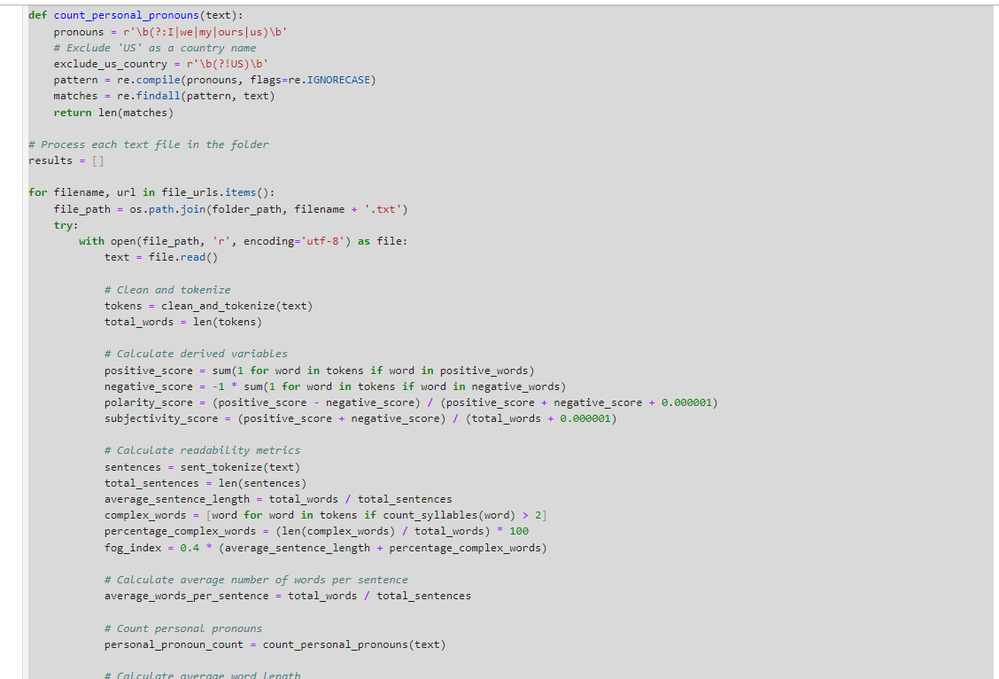 def count_personal_pronouns(text):
    pronouns = r'\b(?:I|we|my|ours|us)\b'
    # Exclude 'US' as a country name
    exclude_us_country = r'\b(?!US)\b'
    pattern = re.compile(pronouns, flags=re.IGNORECASE)
    matches = re.findall(pattern, text)
    return len(matches)

# Process each text file in the folder
results = []

for filename, url in file_urls.items():
    file_path = os.path.join(folder_path, filename + '.txt')
    try:
        with open(file_path, 'r', encoding='utf-8') as file:
            text = file.read()

            # Clean and tokenize
            tokens = clean_and_tokenize(text)
            total_words = len(tokens)

            # Calculate derived variables
            positive_score = sum(1 for word in tokens if word in positive_words)
            negative_score = -1 * sum(1 for word in tokens if word in negative_words)
            polarity_score = (positive_score - negative_score) / (positive_score + negative_score + 0.000001)
            subjectivity_score = (positive_score + negative_score) / (total_words + 0.000001)

            # Calculate readability metrics
            sentences = sent_tokenize(text)
            total_sentences = len(sentences)
            average_sentence_length = total_words / total_sentences
            complex_words = [word for word in tokens if count_syllables(word) > 2]
            percentage_complex_words = (len(complex_words) / total_words) * 100
            fog_index = 0.4 * (average_sentence_length + percentage_complex_words)

            # Calculate average number of words per sentence
            average_words_per_sentence = total_words / total_sentences

            # Count personal pronouns
            personal_pronoun_count = count_personal_pronouns(text)

            # Calculate average word length